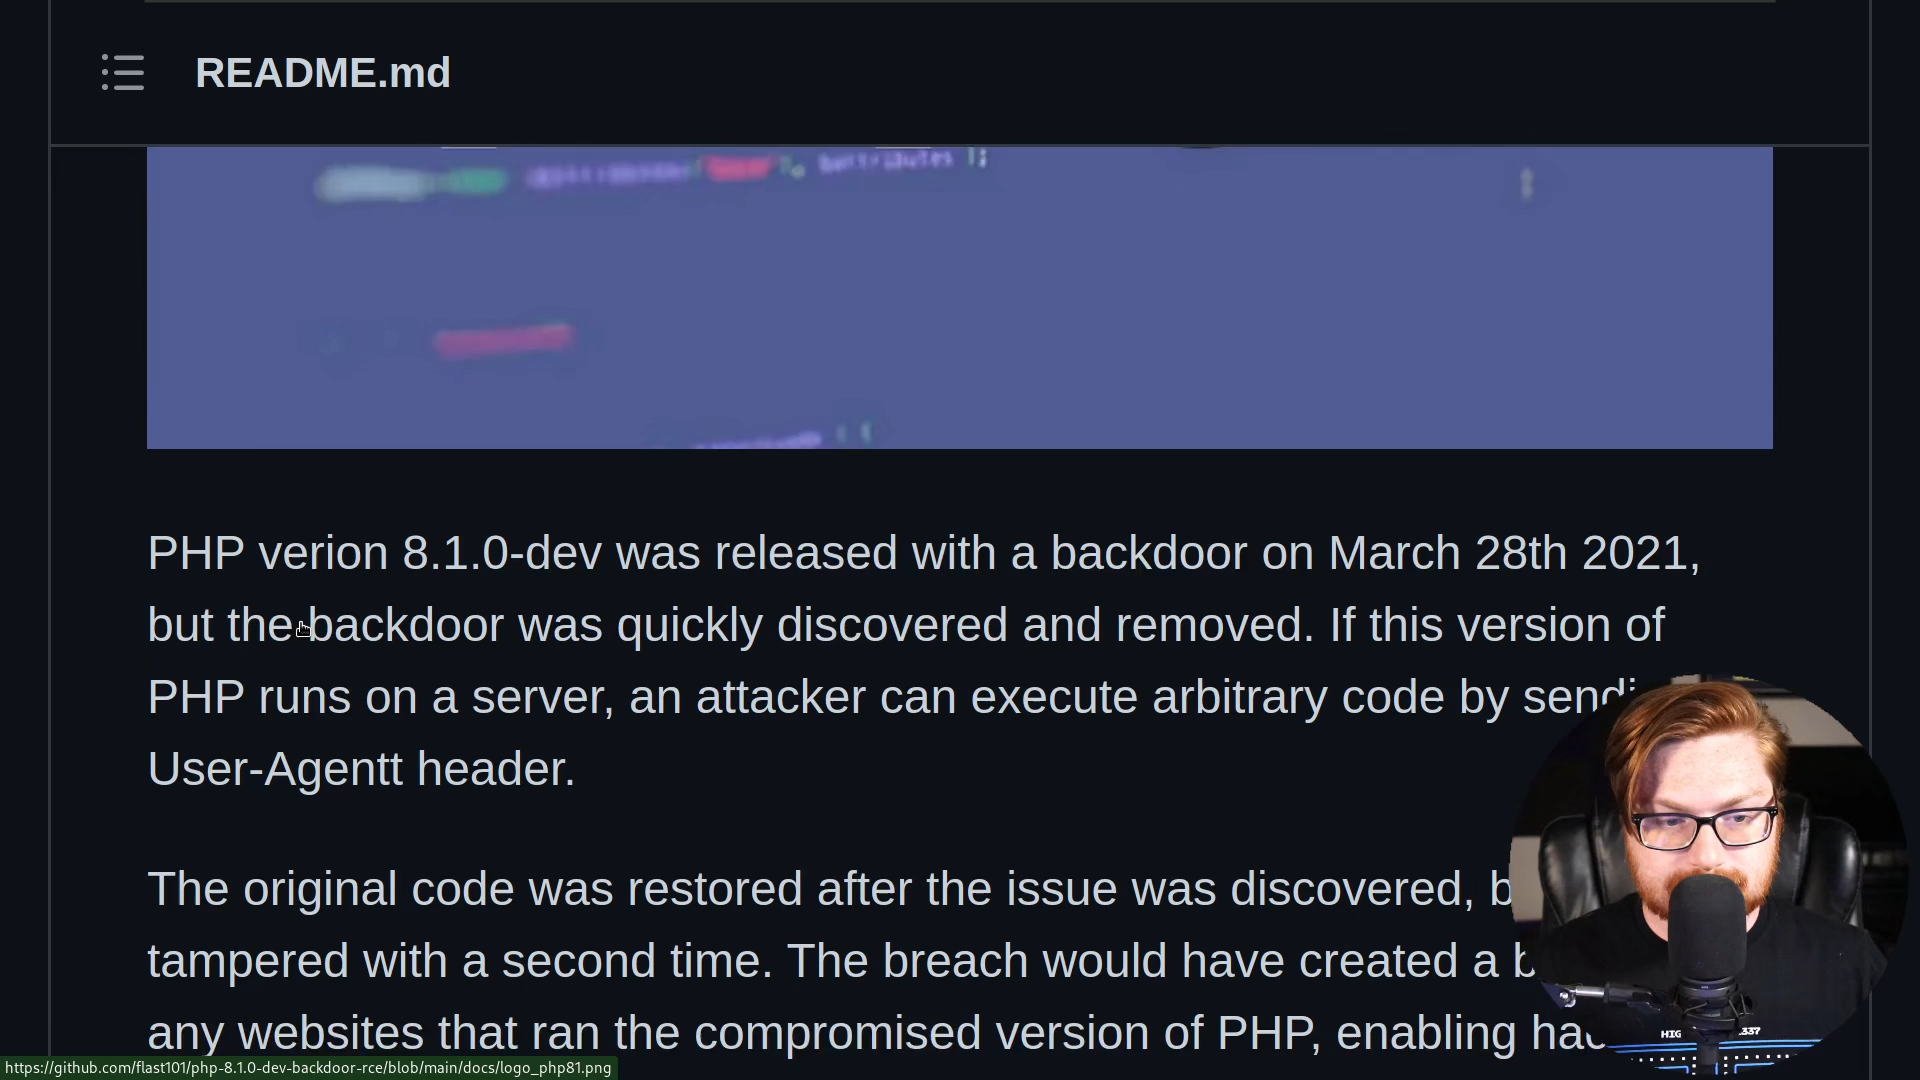 README.md
PHP verion 8.1.0-dev was released with a backdoor on March 28th 2021,
but the backdoor was quickly discovered and removed. If this version of
PHP runs on a server, an attacker can execute arbitrary code by
User-Agentt header.
The original code was restored after the issue was discovered,
tampered with a second time. The breach would have created a
any websites that ran the compromised version of PHP, enabling
https://github.com/flast101/php-8.1.0-dev-backdoor-rce/blob/main/docs/logo_php81.png